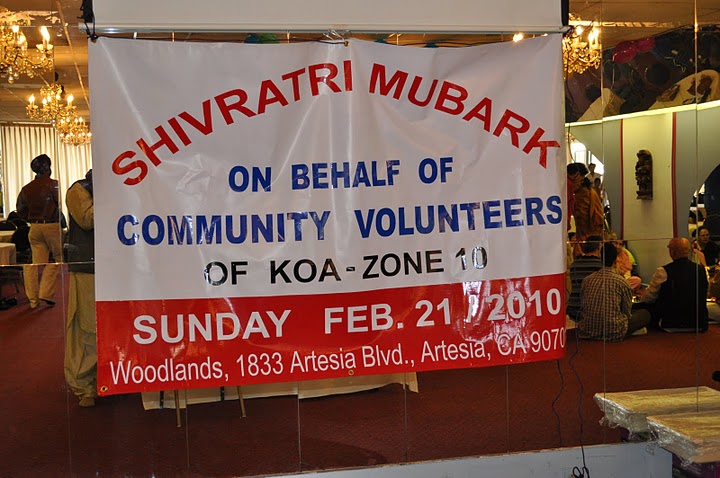 SHIVRATRI MUBARK
ON BEHALF OF
COMMUNITY VOLUNTEERS
OF KOA - ZONE 10
SUNDAY FEB. 21 / 2010
Woodlands, 1833 Artesia Blvd., Artesia, CA 9070